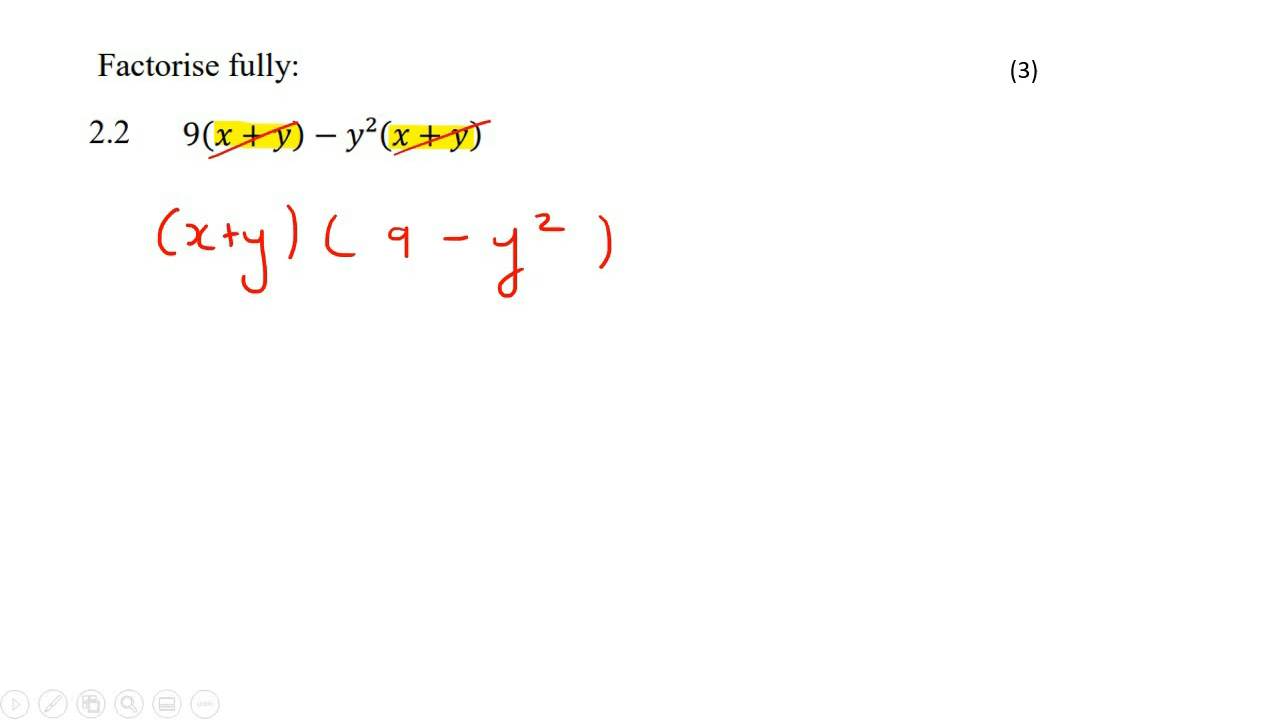 Factorise fully: (3)
2.2 9(x + y) − y²(x + y)
(x+y)(9 − y²)